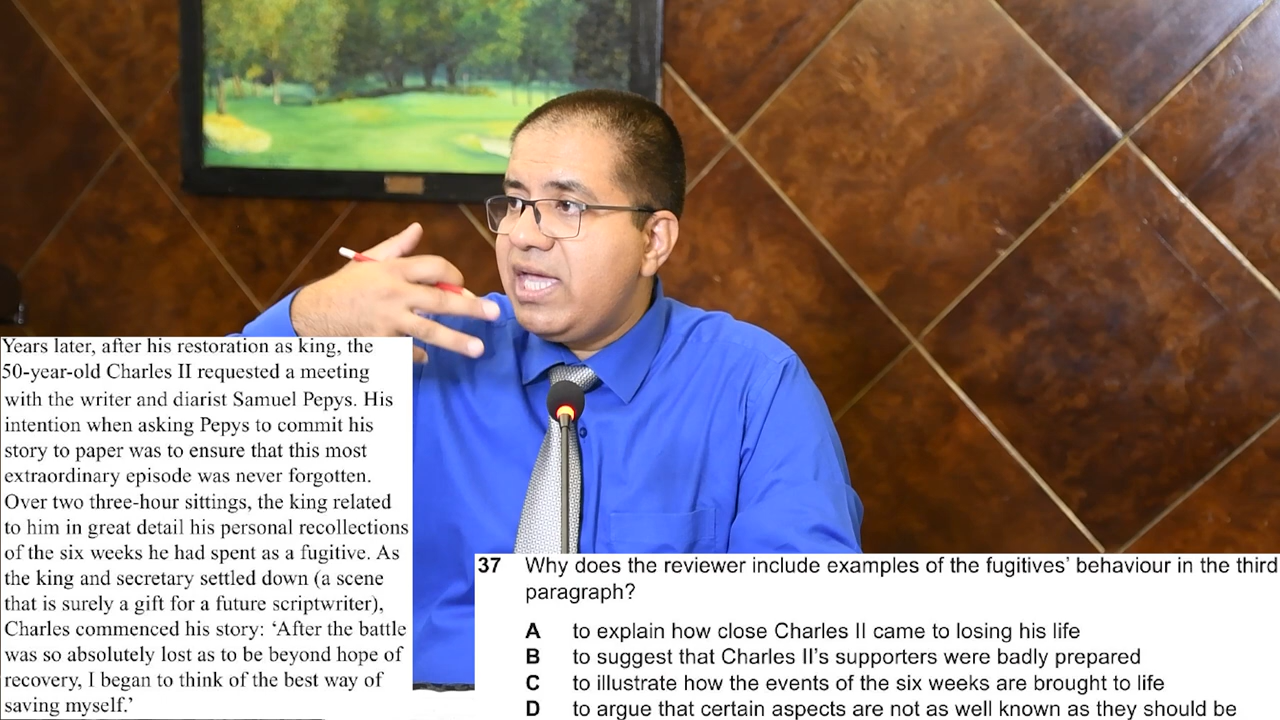 Years later, after his restoration as king, the
50-year-old Charles II requested a meeting
with the writer and diarist Samuel Pepys. His
intention when asking Pepys to commit his
story to paper was to ensure that this most
extraordinary episode was never forgotten.
Over two three-hour sittings, the king related
to him in great detail his personal recollections
of the six weeks he had spent as a fugitive. As
the king and secretary settled down (a scene
that is surely a gift for a future scriptwriter),
Charles commenced his story: ‘After the battle
was so absolutely lost as to be beyond hope of
recovery, I began to think of the best way of
saving myself.’
37 Why does the reviewer include examples of the fugitives’ behaviour in the third
paragraph?
A to explain how close Charles II came to losing his life
B to suggest that Charles II’s supporters were badly prepared
C to illustrate how the events of the six weeks are brought to life
D to argue that certain aspects are not as well known as they should be